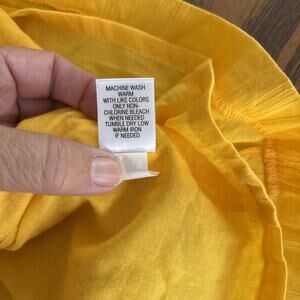 MACHINE WASH
WARM
WITH LIKE COLORS
ONLY NON-
CHLORINE BLEACH
WHEN NEEDED
TUMBLE DRY LOW
WARM IRON
IF NEEDED